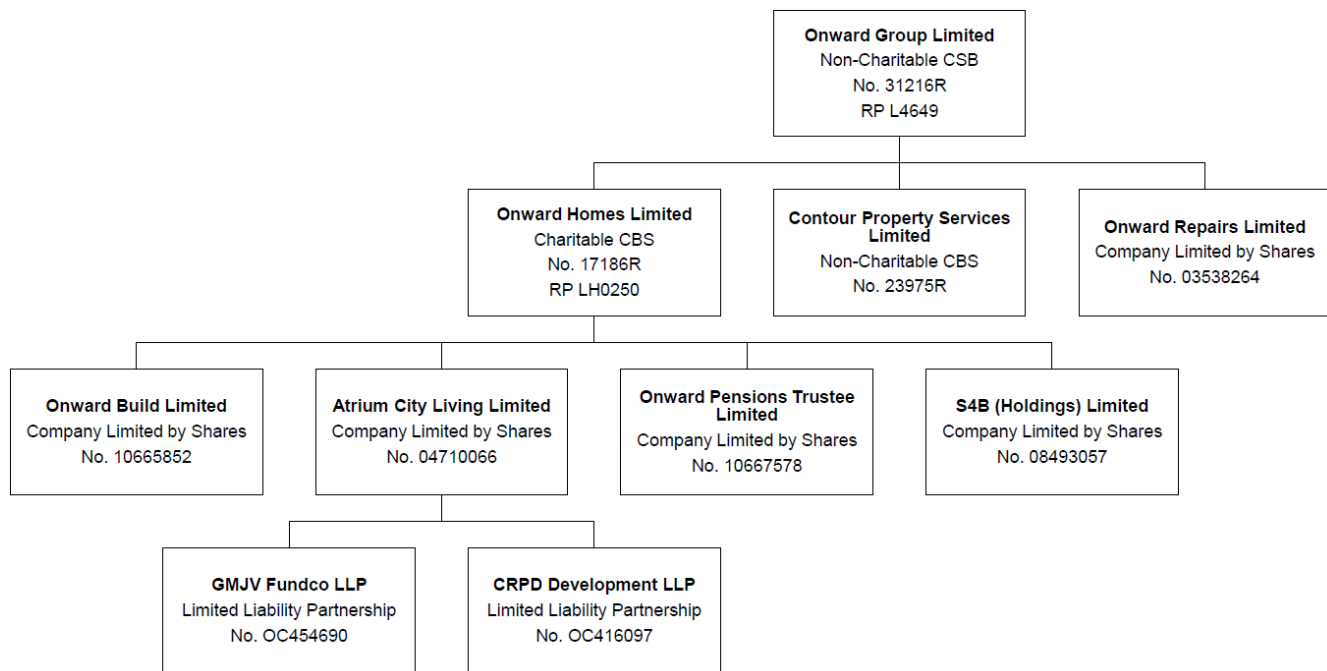 Onward Group Limited
Non-Charitable CSB
No. 31216R
RP L4649
Onward Homes Limited
Charitable CBS
No. 17186R
RP LH0250
Contour Property Services
Limited
Non-Charitable CBS
No. 23975R
Onward Repairs Limited
Company Limited by Shares
No. 03538264
Onward Build Limited
Company Limited by Shares
No. 10665852
Atrium City Living Limited
Company Limited by Shares
No. 04710066
Onward Pensions Trustee
Limited
Company Limited by Shares
No. 10667578
S4B (Holdings) Limited
Company Limited by Shares
No. 08493057
GMJV Fundco LLP
Limited Liability Partnership
No. OC454690
CRPD Development LLP
Limited Liability Partnership
No. OC416097